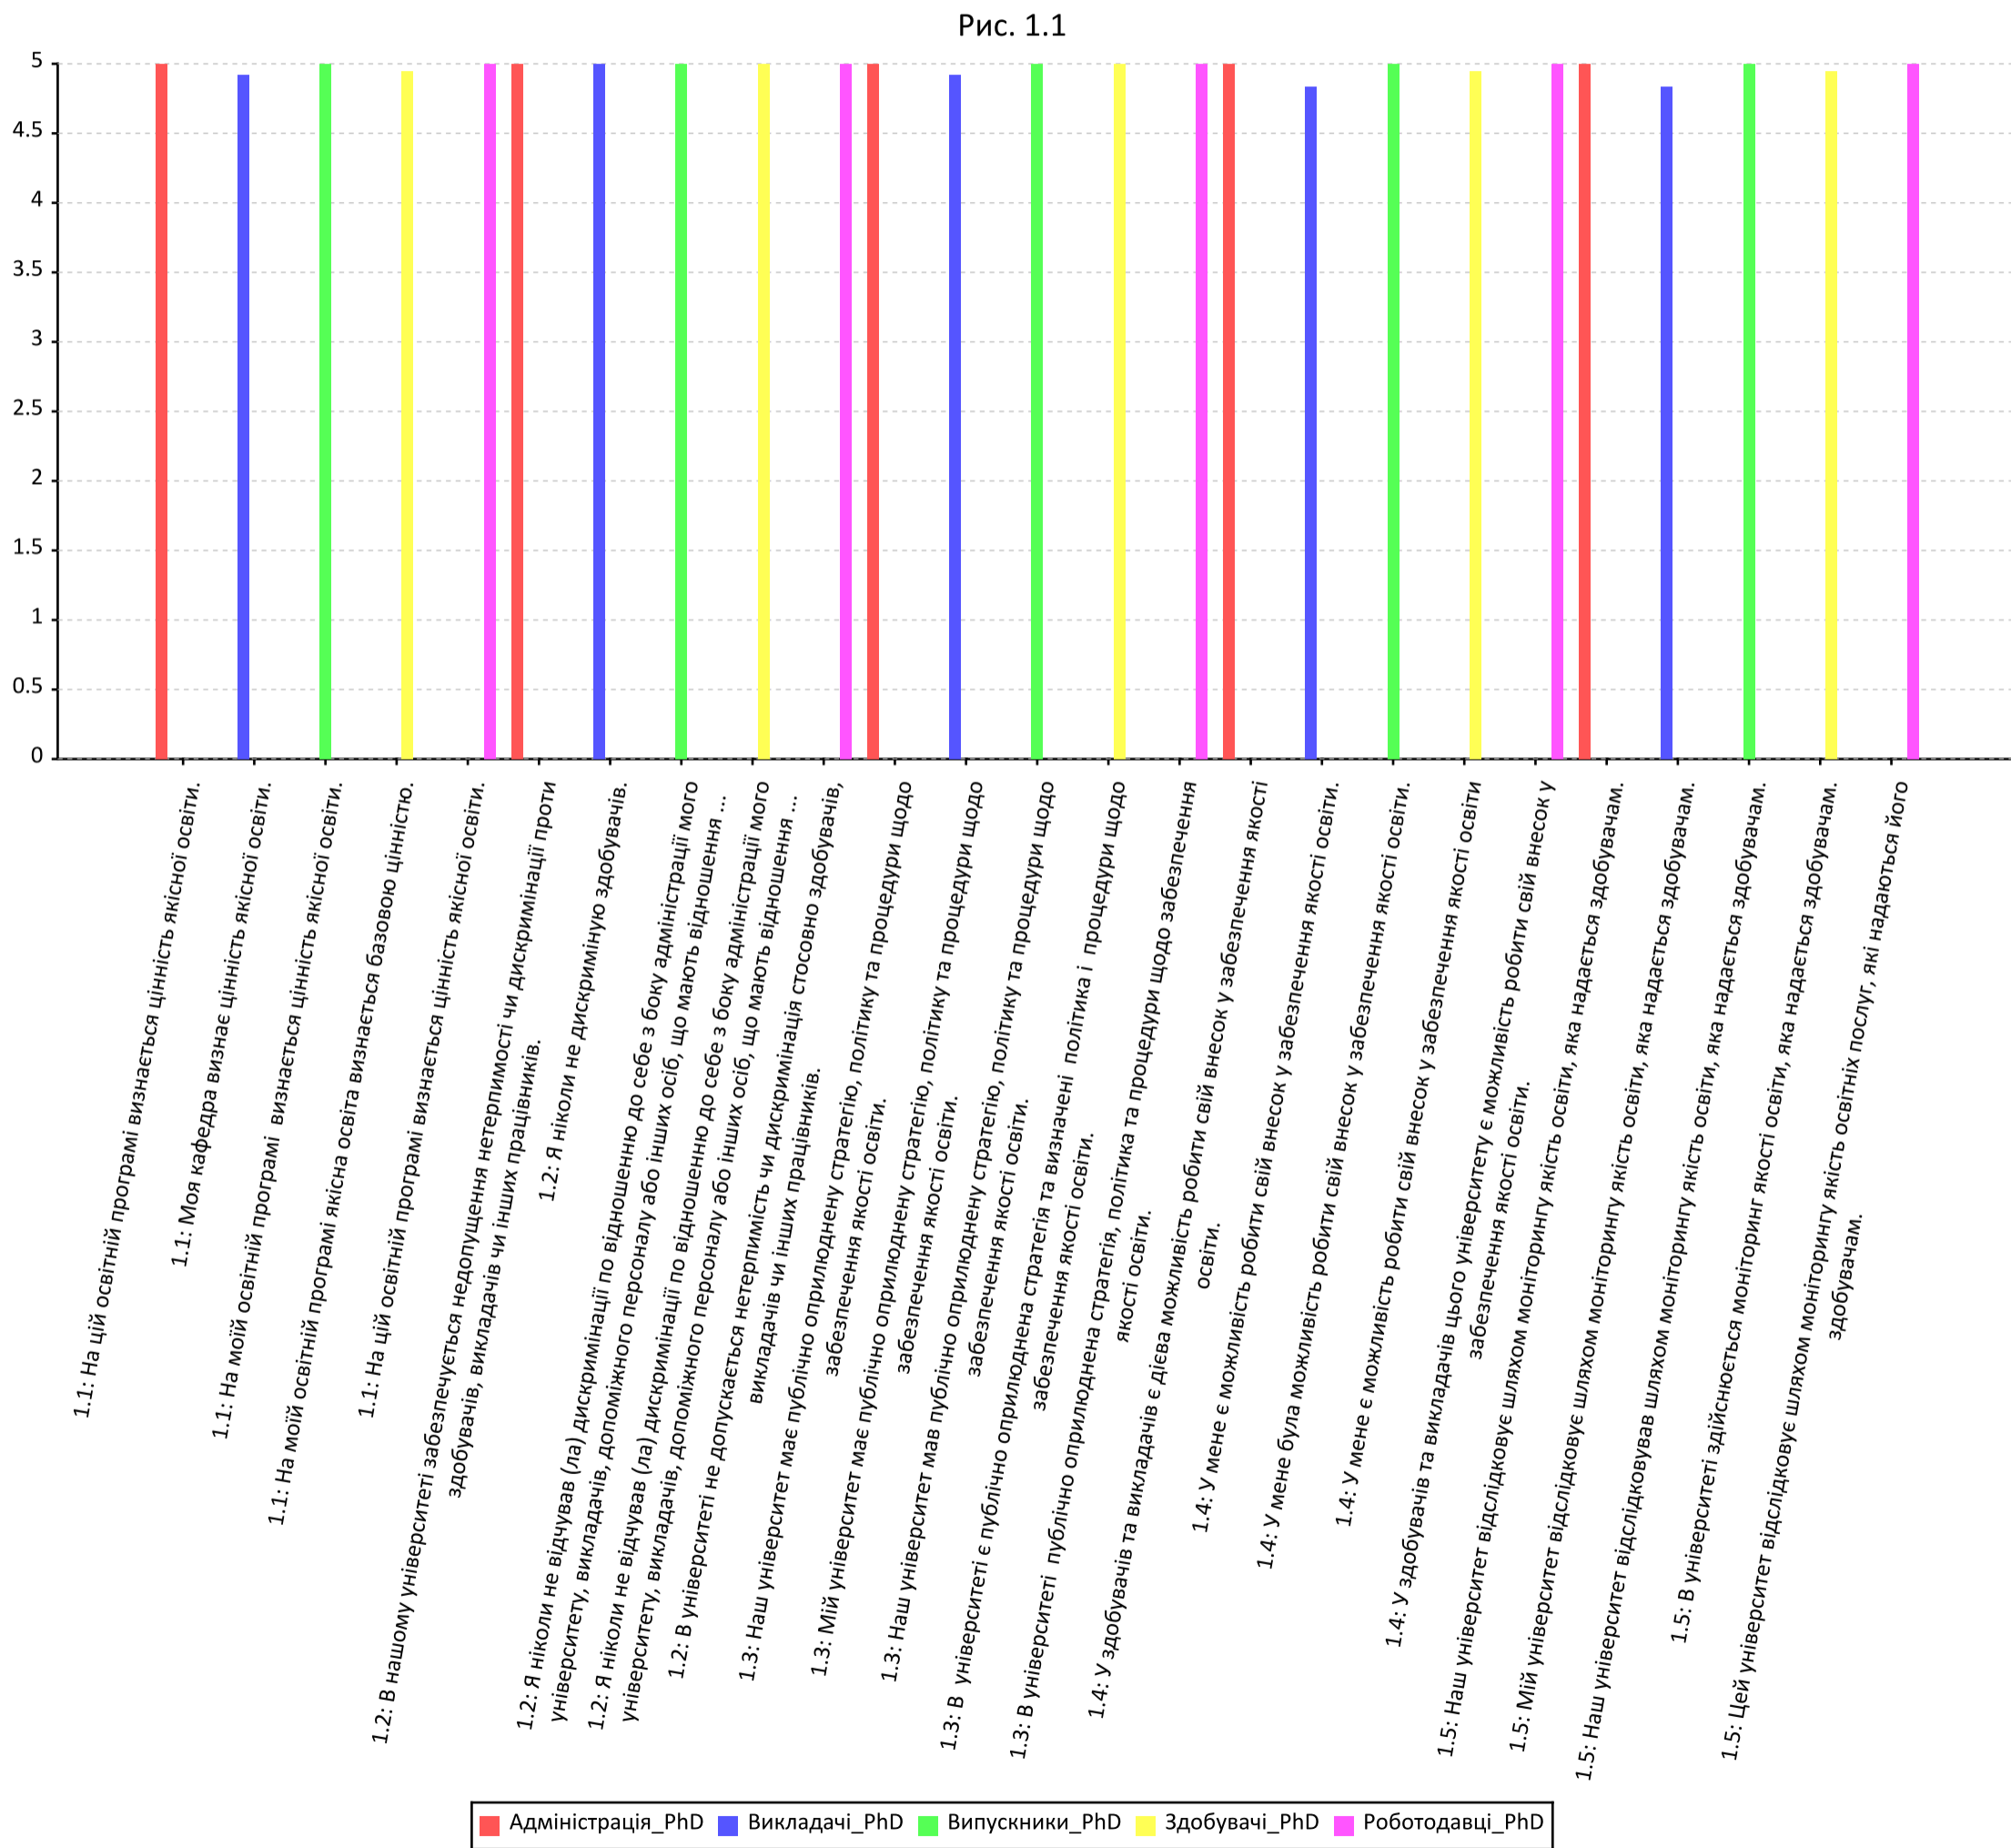 Рис. 1.1
5
4.5
4
3.5
3
2.5
2
1.5
1
0.5
0
1.1: На цій освітній програмі визнається цінність якісної освіти.
1.1: Моя кафедра визнає цінність якісної освіти.
1.1: На моїй освітній програмі  визнається цінність якісної освіти.
1.1: На моїй освітній програмі якісна освіта визнається базовою цінністю.
1.1: На цій освітній програмі визнається цінність якісної освіти.
1.2: В нашому університеті забезпечується недопущення нетерпимості чи дискримінації проти
здобувачів, викладачів чи інших працівників.
1.2: Я ніколи не дискриміную здобувачів.
1.2: Я ніколи не відчував (ла) дискримінації по відношенню до себе з боку адміністрації мого
університету, викладачів, допоміжного персоналу або інших осіб, що мають відношення ...
1.2: Я ніколи не відчував (ла) дискримінації по відношенню до себе з боку адміністрації мого
університету, викладачів, допоміжного персоналу або інших осіб, що мають відношення ...
1.2: В університеті не допускається нетерпимість чи дискримінація стосовно здобувачів,
викладачів чи інших працівників.
1.3: Наш університет має публічно оприлюднену стратегію, політику та процедури щодо
забезпечення якості освіти.
1.3: Мій університет має публічно оприлюднену стратегію, політику та процедури щодо
забезпечення якості освіти.
1.3: Наш університет мав публічно оприлюднену стратегію, політику та процедури щодо
забезпечення якості освіти.
1.3: В  університеті є публічно оприлюднена стратегія та визначені  політика і  процедури щодо
забезпечення якості освіти.
1.3: В університеті  публічно оприлюднена стратегія, політика та процедури щодо забезпечення
якості освіти.
1.4: У здобувачів та викладачів є дієва можливість робити свій внесок у забезпечення якості
освіти.
1.4: У мене є можливість робити свій внесок у забезпечення якості освіти.
1.4: У мене була можливість робити свій внесок у забезпечення якості освіти.
1.4: У мене є можливість робити свій внесок у забезпечення якості освіти
1.4: У здобувачів та викладачів цього університету є можливість робити свій внесок у
забезпечення якості освіти.
1.5: Наш університет відслідковує шляхом моніторингу якість освіти, яка надається здобувачам.
1.5: Мій університет відслідковує шляхом моніторингу якість освіти, яка надається здобувачам.
1.5: Наш університет відслідковував шляхом моніторингу якість освіти, яка надається здобувачам.
1.5: В університеті здійснюється моніторинг якості освіти, яка надається здобувачам.
1.5: Цей університет відслідковує шляхом моніторингу якість освітніх послуг, які надаються його
здобувачам.
Адміністрація_PhD Викладачі_PhD Випускники_PhD Здобувачі_PhD Роботодавці_PhD